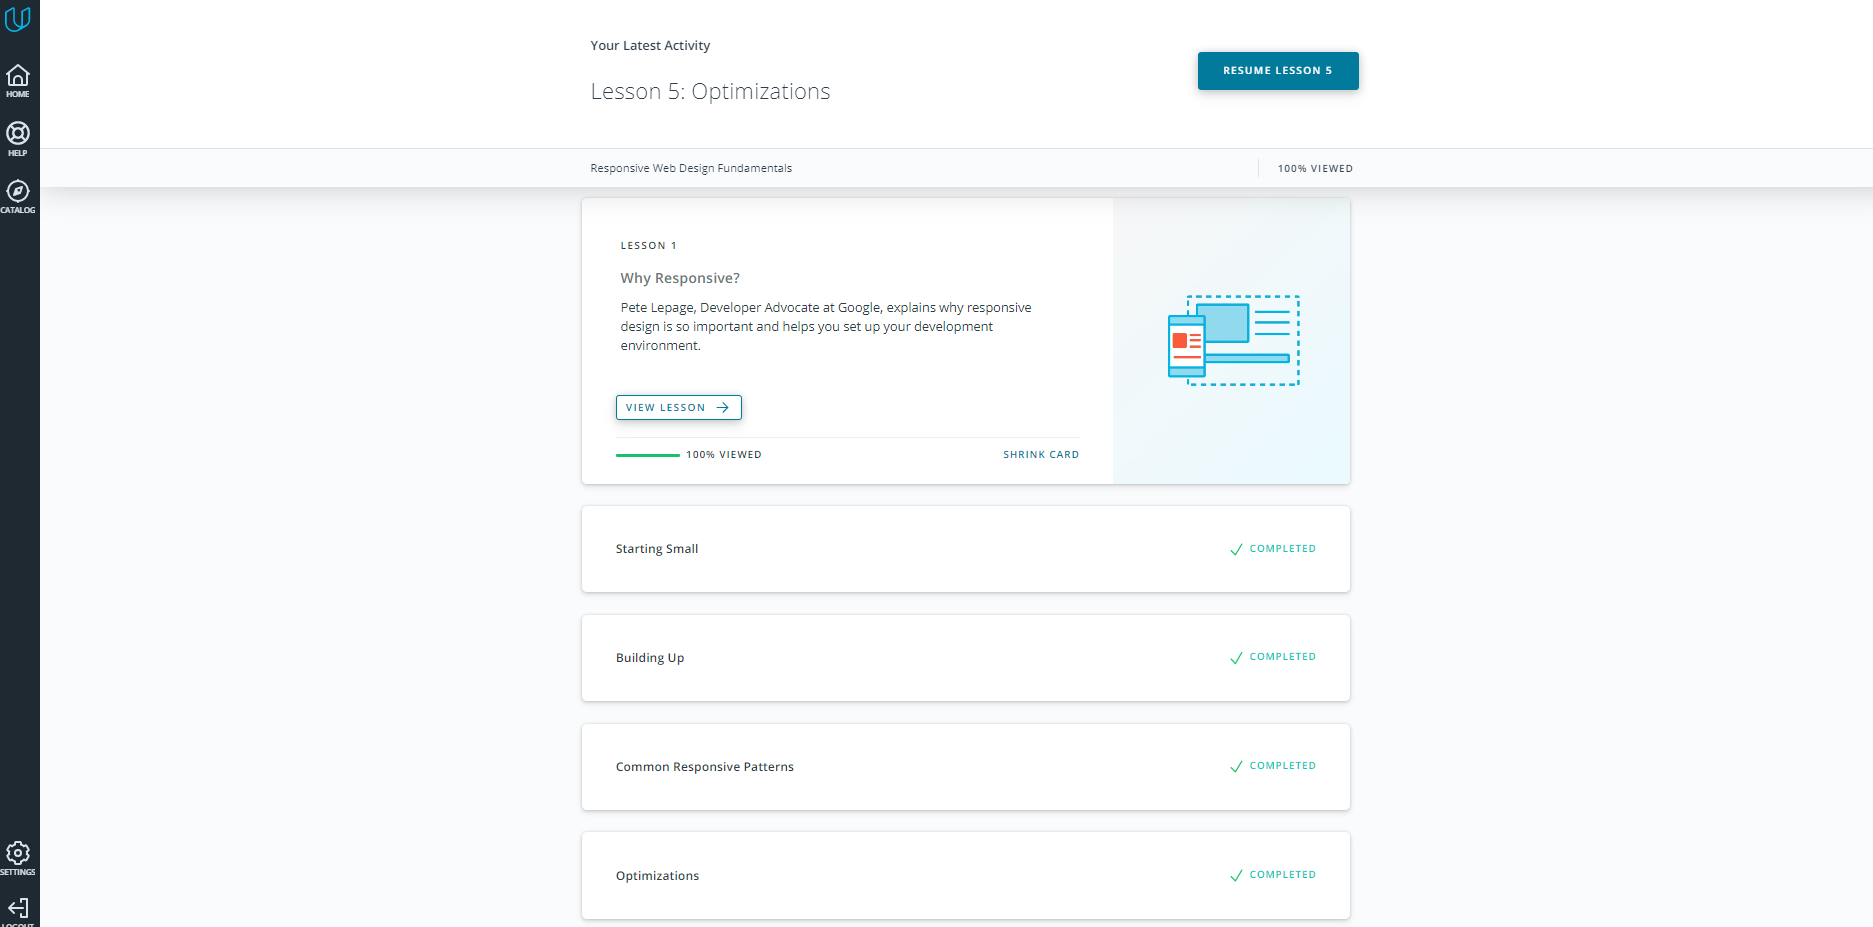 HOME
HELP
CATALOG
SETTINGS
LOGOUT
Your Latest Activity
Lesson 5: Optimizations
RESUME LESSON 5
Responsive Web Design Fundamentals
100% VIEWED
LESSON 1
Why Responsive?
Pete Lepage, Developer Advocate at Google, explains why responsive
design is so important and helps you set up your development
environment.
VIEW LESSON
100% VIEWED
SHRINK CARD
Starting Small
COMPLETED
Building Up
COMPLETED
Common Responsive Patterns
COMPLETED
Optimizations
COMPLETED